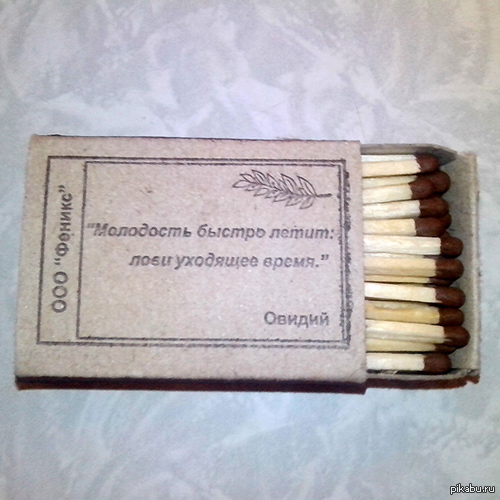 ООО "Феникс"
"Молодость быстро летит:
лови уходящее время."
Овидий
pikabu.ru